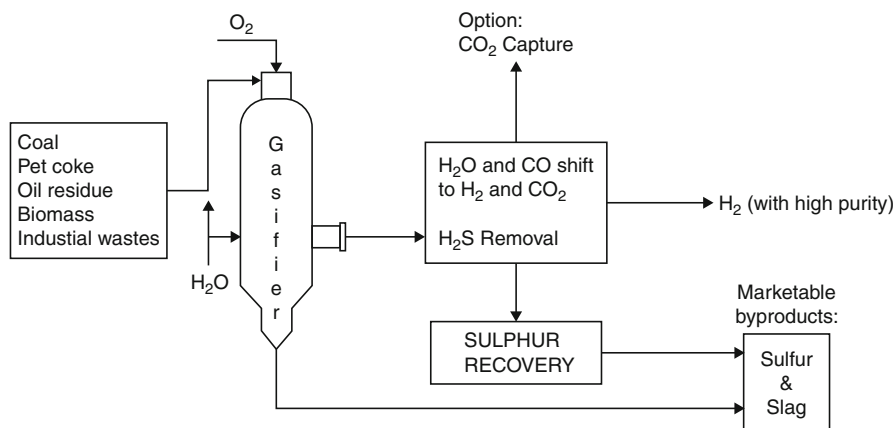 O₂
Option:
CO₂ Capture
Coal
Pet coke
Oil residue
Biomass
Industial wastes
H₂O
Gasifier
H₂O and CO shift
to H₂ and CO₂
H₂S Removal
H₂ (with high purity)
SULPHUR
RECOVERY
Marketable
byproducts:
Sulfur
&
Slag